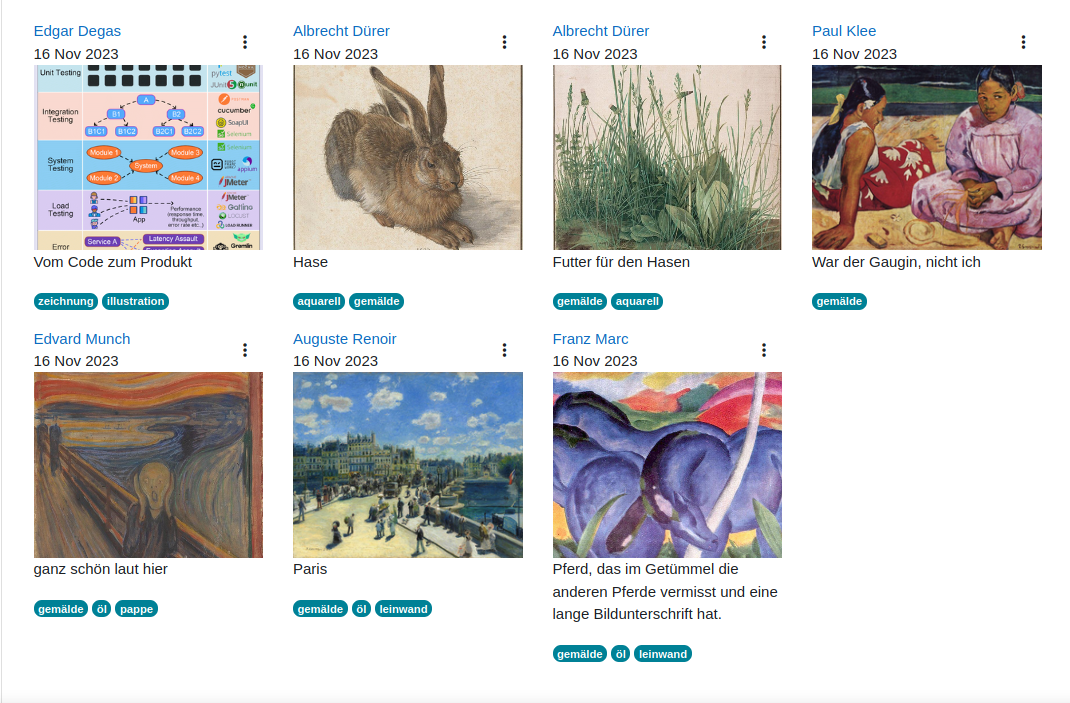 Edgar Degas
16 Nov 2023
Unit Testing
pytest
JUnit 5
unit
Integration Testing
A
B1 B2
B1C1 B1C2 B2C1 B2C2
cucumber
SoapUI
Selenium
System Testing
Module 1 Module 3
System
Module 2 Module 4
Selenium
appium
JMeter
Load Testing
App
Performance
(response time,
throughput,
error rate etc..)
JMeter
Gatling
LOCUST
LOAD RUNNER
Error
Service A
Latency Assault
Gremlin
Vom Code zum Produkt
zeichnung illustration
Albrecht Dürer
16 Nov 2023
Hase
aquarell gemälde
Albrecht Dürer
16 Nov 2023
Futter für den Hasen
gemälde aquarell
Paul Klee
16 Nov 2023
War der Gaugin, nicht ich
gemälde
Edvard Munch
16 Nov 2023
ganz schön laut hier
gemälde öl pappe
Auguste Renoir
16 Nov 2023
Paris
gemälde öl leinwand
Franz Marc
16 Nov 2023
Pferd, das im Getümmel die
anderen Pferde vermisst und eine
lange Bildunterschrift hat.
gemälde öl leinwand